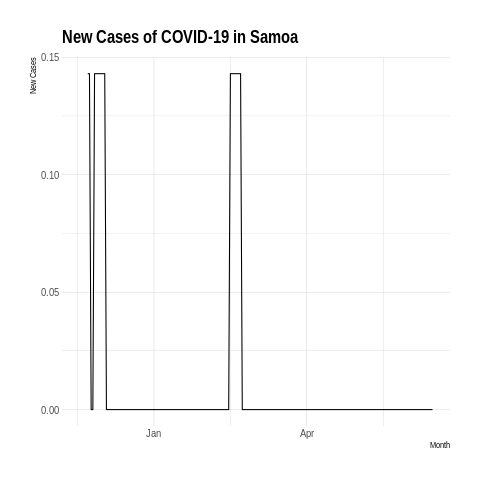 New Cases of COVID-19 in Samoa
0.15
New Cases
0.10
0.05
0.00
Jan Apr
Month